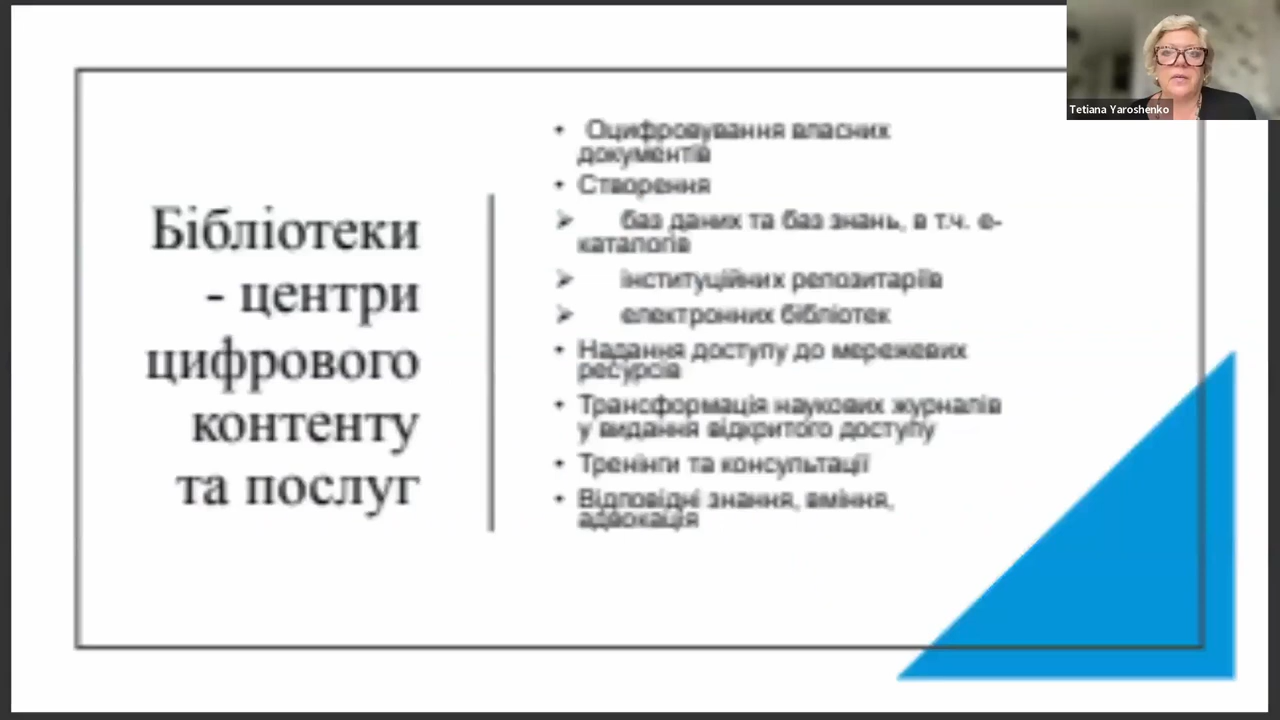 Tetiana Yaroshenko
Бібліотеки
- центри
цифрового
контенту
та послуг
• Оцифровування власних
документів
• Створення
➢ баз даних та баз знань, в т.ч. е-
каталогів
➢ інституційних репозитаріїв
➢ електронних бібліотек
• Надання доступу до мережевих
ресурсів
• Трансформація наукових журналів
у видання відкритого доступу
• Тренінги та консультації
• Відповідні знання, вміння,
адвокація